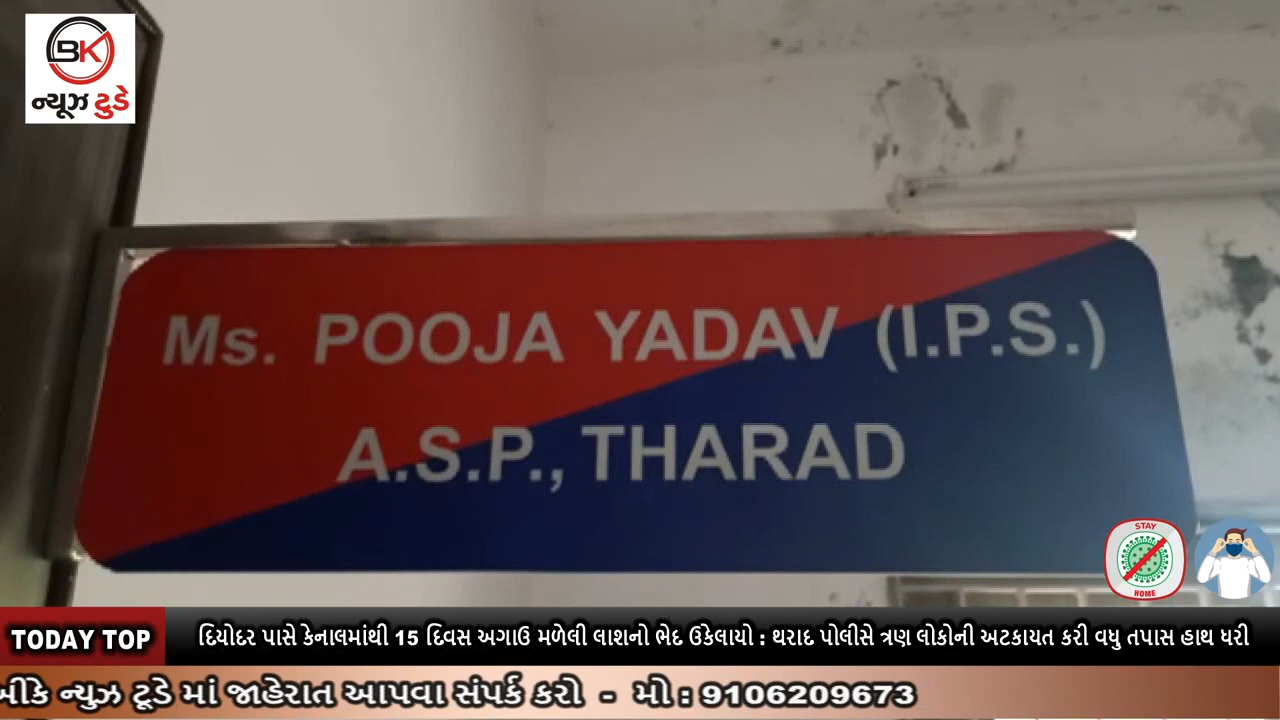 BK
ન્યૂઝ ટુડે
Ms. POOJA YADAV (I.P.S.)
A.S.P., THARAD
STAY
HOME
TODAY TOP
દિયોદર પાસે કેનાલમાંથી 15 દિવસ અગાઉ મળેલી લાશનો ભેદ ઉકેલાયો : થરાદ પોલીસે ત્રણ લોકોની અટકાયત કરી વધુ તપાસ હાથ ધરી
ન્યુઝ ટૂડે માં જાહેરાત આપવા સંપર્ક કરો - મો : 9106209673